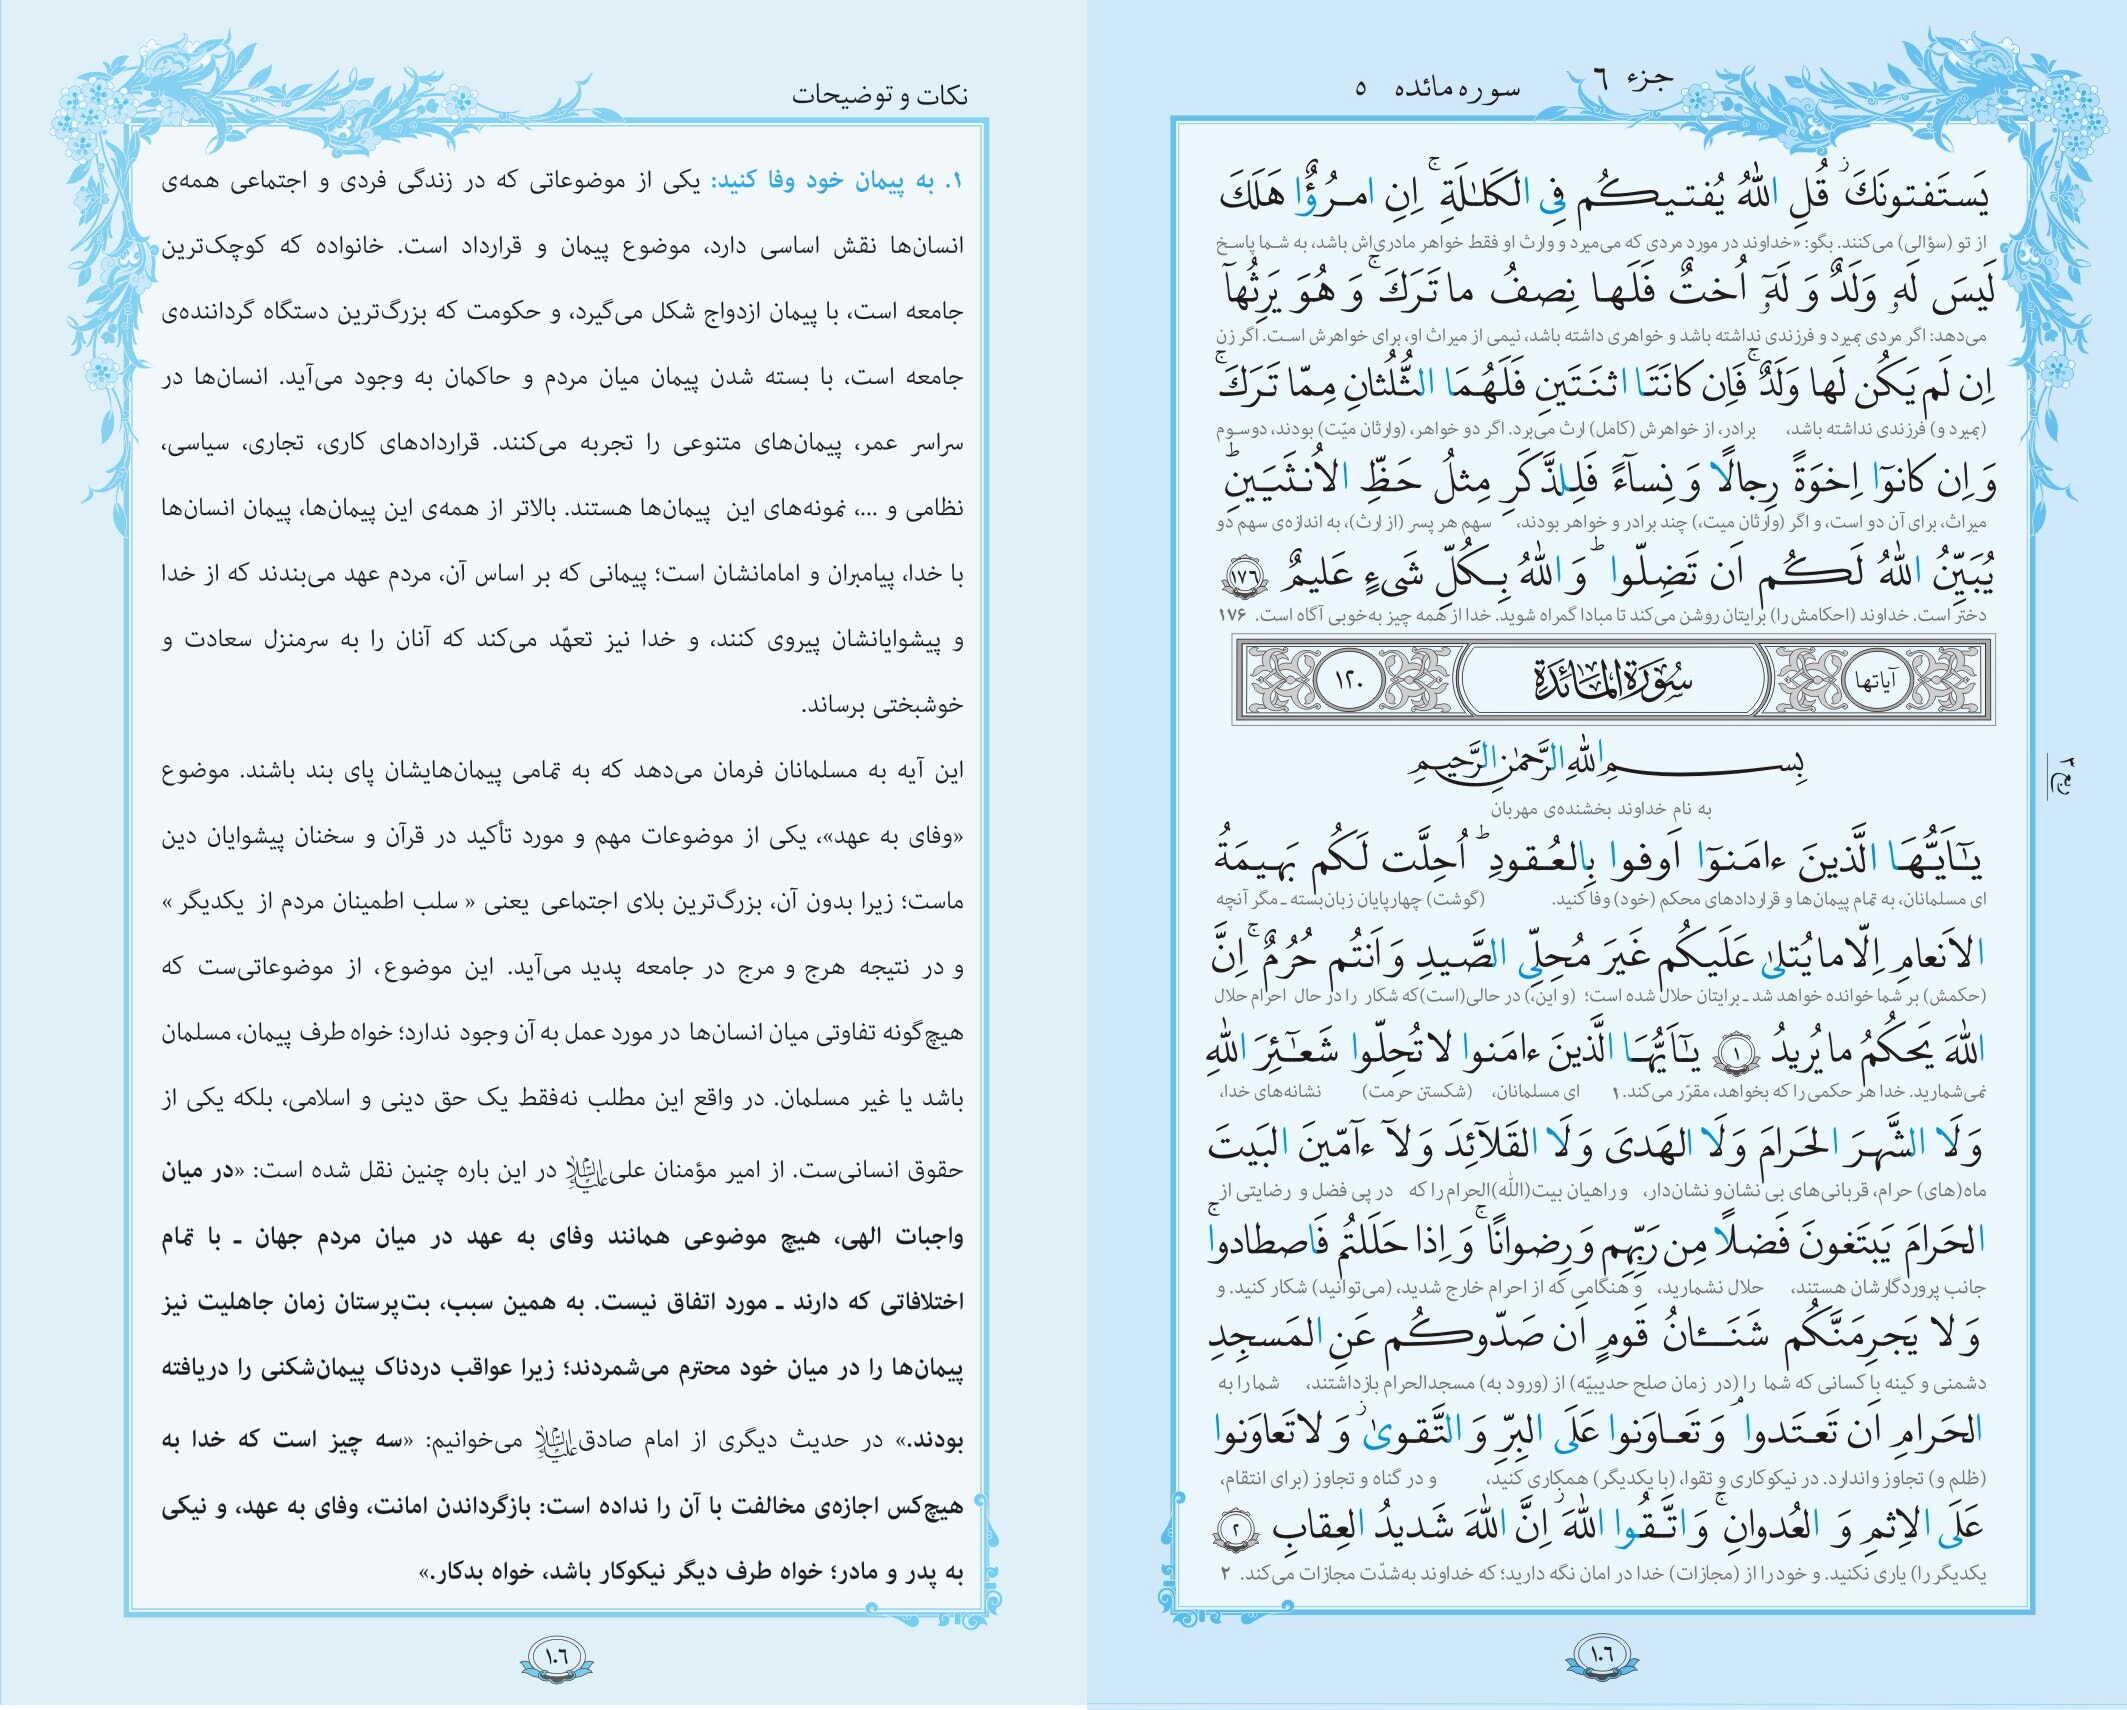 جزء ٦ سوره مائده ٥
يَستَفتونَكَ ۖ قُلِ اللّٰهُ يُفتيكُم فِى الكَلٰلَةِ ۚ اِنِ امرُؤٌا هَلَكَ
از تو (سؤالی) می‌کنند. بگو: «خداوند در مورد مردی که می‌میرد و وارث او فقط خواهر مادری‌اش باشد، به شما پاسخ
لَيسَ لَهٗ وَلَدٌ وَ لَهٗٓ اُختٌ فَلَها نِصفُ ما تَرَكَ ۚ وَ هُوَ يَرِثُهآ
می‌دهد: اگر مردی بمیرد و فرزندی نداشته باشد و خواهری داشته باشد، نیمی از میراث او، برای خواهرش است. اگر زن
اِن لَم يَكُن لَها وَلَدٌ ۚ فَاِن كانَتَا اثنَتَينِ فَلَهُمَا الثُّلُثانِ مِمّا تَرَكَ ۚ
(بمیرد و) فرزندی نداشته باشد، برادر، از خواهرش (کامل) ارث می‌برد. اگر دو خواهر، (وارثان میّت) بودند، دوسوم
وَ اِن كانوٓا اِخوَةً رِجالًا وَ نِسآءً فَلِلذَّكَرِ مِثلُ حَظِّ الاُنثَيَينِ ؕ
میراث، برای آن دو است، و اگر (وارثان میت،) چند برادر و خواهر بودند، سهم هر پسر (از ارث)، به اندازه‌ی سهم دو
يُبَيِّنُ اللّٰهُ لَكُم اَن تَضِلّوا ؕ وَ اللّٰهُ بِكُلِّ شَىءٍ عَليمٌ ١٧٦
دختر است. خداوند (احکامش را) برایتان روشن می‌کند تا مبادا گمراه شوید. خدا از همه چیز به‌خوبی آگاه است. ۱۷۶
آیاتها سُوْرَةُ الْمَائِدَةِ ١٢٠
بِسمِ اللّٰهِ الرَّحمٰنِ الرَّحيمِ
به نام خداوند بخشنده‌ی مهربان
ربع ٣
يٰٓاَيُّهَا الَّذينَ ءامَنوٓا اَوفوا بِالعُقودِ ؕ اُحِلَّت لَكُم بَهيمَةُ
ای مسلمانان، به تمام پیمان‌ها و قراردادهای محکم (خود) وفا کنید. (گوشت) چهارپایان زبان‌بسته ـ مگر آنچه
الاَنعامِ اِلّا ما يُتلىٰ عَلَيكُم غَيرَ مُحِلِّى الصَّيدِ وَ اَنتُم حُرُمٌ ۚ اِنَّ
(حکمش) بر شما خوانده خواهد شد ـ برایتان حلال شده است؛ (و این،) در حالی(است)که شکار را در حال احرام حلال
اللّٰهَ يَحكُمُ ما يُريدُ ١ يٰٓاَيُّهَا الَّذينَ ءامَنوا لا تُحِلّوا شَعٰٓئِرَ اللّٰهِ
نمی‌شمارید. خدا هر حکمی را که بخواهد، مقرّر می‌کند. ۱ ای مسلمانان، (شکستن حرمت) نشانه‌های خدا،
وَلَا الشَّهرَ الحَرامَ وَلَا الهَدىَ وَلَا القَلآئِدَ وَلآ ءآمّينَ البَيتَ
ماه(های) حرام، قربانی‌های بی نشان و نشان‌دار، و راهیان بیت(اللّٰه)الحرام را که در پی فضل و رضایتی از
الحَرامَ يَبتَغونَ فَضلًا مِن رَبِّهِم وَ رِضوانًا ۚ وَ اِذا حَلَلتُم فَاصطادوا ۚ
جانب پروردگارشان هستند، حلال نشمارید، و هنگامی که از احرام خارج شدید، (می‌توانید) شکار کنید. و
وَ لا يَجرِمَنَّكُم شَنَـٔانُ قَومٍ اَن صَدّوكُم عَنِ المَسجِدِ
دشمنی و کینه با کسانی که شما را (در زمان صلح حدیبیّه) از (ورود به) مسجدالحرام بازداشتند، شما را به
الحَرامِ اَن تَعتَدوا ۘ وَ تَعاوَنوا عَلَى البِرِّ وَ التَّقوىٰ ۖ وَ لا تَعاوَنوا
(ظلم و) تجاوز واندارد. در نیکوکاری و تقوا، (با یکدیگر) همکاری کنید، و در گناه و تجاوز (برای انتقام،
عَلَى الاِثمِ وَ العُدوانِ ۚ وَ اتَّقُوا اللّٰهَ ۖ اِنَّ اللّٰهَ شَديدُ العِقابِ ٢
یکدیگر را) یاری نکنید. و خود را از (مجازات) خدا در امان نگه دارید؛ که خداوند به‌شدّت مجازات می‌کند. ۲
١٠٦
نکات و توضیحات
۱. به پیمان خود وفا کنید: یکی از موضوعاتی که در زندگی فردی و اجتماعی همه‌ی
انسان‌ها نقش اساسی دارد، موضوع پیمان و قرارداد است. خانواده که کوچک‌ترین
جامعه است، با پیمان ازدواج شکل می‌گیرد، و حکومت که بزرگ‌ترین دستگاه گرداننده‌ی
جامعه است، با بسته شدن پیمان میان مردم و حاکمان به وجود می‌آید. انسان‌ها در
سراسر عمر، پیمان‌های متنوعی را تجربه می‌کنند. قراردادهای کاری، تجاری، سیاسی،
نظامی و ...، نمونه‌های این پیمان‌ها هستند. بالاتر از همه‌ی این پیمان‌ها، پیمان انسان‌ها
با خدا، پیامبران و امامانشان است؛ پیمانی که بر اساس آن، مردم عهد می‌بندند که از خدا
و پیشوایانشان پیروی کنند، و خدا نیز تعهّد می‌کند که آنان را به سرمنزل سعادت و
خوشبختی برساند.
این آیه به مسلمانان فرمان می‌دهد که به تمامی پیمان‌هایشان پای بند باشند. موضوع
«وفای به عهد»، یکی از موضوعات مهم و مورد تأکید در قرآن و سخنان پیشوایان دین
ماست؛ زیرا بدون آن، بزرگ‌ترین بلای اجتماعی یعنی « سلب اطمینان مردم از یکدیگر »
و در نتیجه هرج و مرج در جامعه پدید می‌آید. این موضوع، از موضوعاتی‌ست که
هیچ‌گونه تفاوتی میان انسان‌ها در مورد عمل به آن وجود ندارد؛ خواه طرف پیمان، مسلمان
باشد یا غیر مسلمان. در واقع این مطلب نه‌فقط یک حق دینی و اسلامی، بلکه یکی از
حقوق انسانی‌ست. از امیر مؤمنان علی علیه‌السلام در این باره چنین نقل شده است: «در میان
واجبات الهی، هیچ موضوعی همانند وفای به عهد در میان مردم جهان ـ با تمام
اختلافاتی که دارند ـ مورد اتفاق نیست. به همین سبب، بت‌پرستان زمان جاهلیت نیز
پیمان‌ها را در میان خود محترم می‌شمردند؛ زیرا عواقب دردناک پیمان‌شکنی را دریافته
بودند.» در حدیث دیگری از امام صادق علیه‌السلام می‌خوانیم: «سه چیز است که خدا به
هیچ‌کس اجازه‌ی مخالفت با آن را نداده است: بازگرداندن امانت، وفای به عهد، و نیکی
به پدر و مادر؛ خواه طرف دیگر نیکوکار باشد، خواه بدکار.»
١٠٦